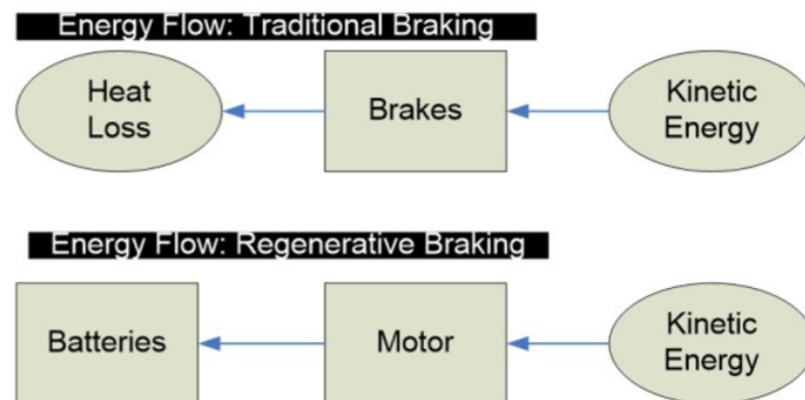 Energy Flow: Traditional Braking
Heat
Loss
Brakes
Kinetic
Energy
Energy Flow: Regenerative Braking
Batteries
Motor
Kinetic
Energy